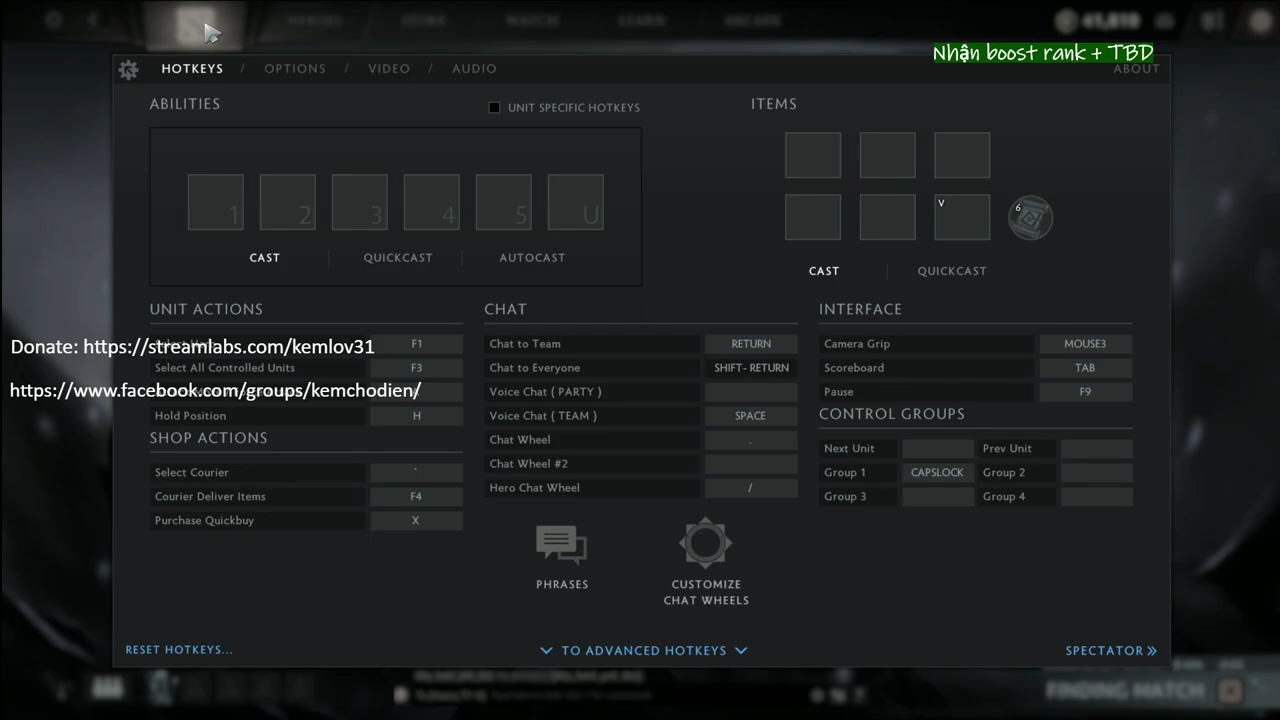 HEROES STORE WATCH LEARN ARCADE
Nhận boost rank + TBD
HOTKEYS / OPTIONS / VIDEO / AUDIO
ABOUT
ABILITIES
UNIT SPECIFIC HOTKEYS
1 2 3 4 5 U
CAST QUICKCAST AUTOCAST
ITEMS
V
6
CAST QUICKCAST
UNIT ACTIONS
F1
Donate: https://streamlabs.com/kemlov31
Select All Controlled Units F3
https://www.facebook.com/groups/kemchodien/
Hold Position H
SHOP ACTIONS
Select Courier `
Courier Deliver Items F4
Purchase Quickbuy X
CHAT
Chat to Team RETURN
Chat to Everyone SHIFT- RETURN
Voice Chat ( PARTY )
Voice Chat ( TEAM ) SPACE
Chat Wheel .
Chat Wheel #2
Hero Chat Wheel /
PHRASES
CUSTOMIZE
CHAT WHEELS
INTERFACE
Camera Grip MOUSE3
Scoreboard TAB
Pause F9
CONTROL GROUPS
Next Unit Prev Unit
Group 1 CAPSLOCK Group 2
Group 3 Group 4
RESET HOTKEYS...
TO ADVANCED HOTKEYS
SPECTATOR
FINDING MATCH